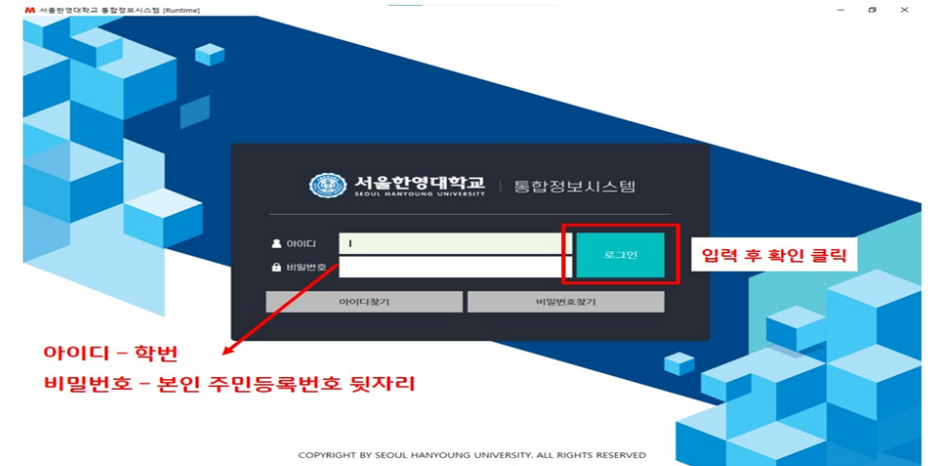 서울한영대학교 통합정보시스템 [Runtime]
서울한영대학교 | 통합정보시스템
SEOUL HANYOUNG UNIVERSITY
아이디
로그인
비밀번호
입력 후 확인 클릭
아이디찾기 비밀번호찾기
아이디 – 학번
비밀번호 – 본인 주민등록번호 뒷자리
COPYRIGHT BY SEOUL HANYOUNG UNIVERSITY. ALL RIGHTS RESERVED